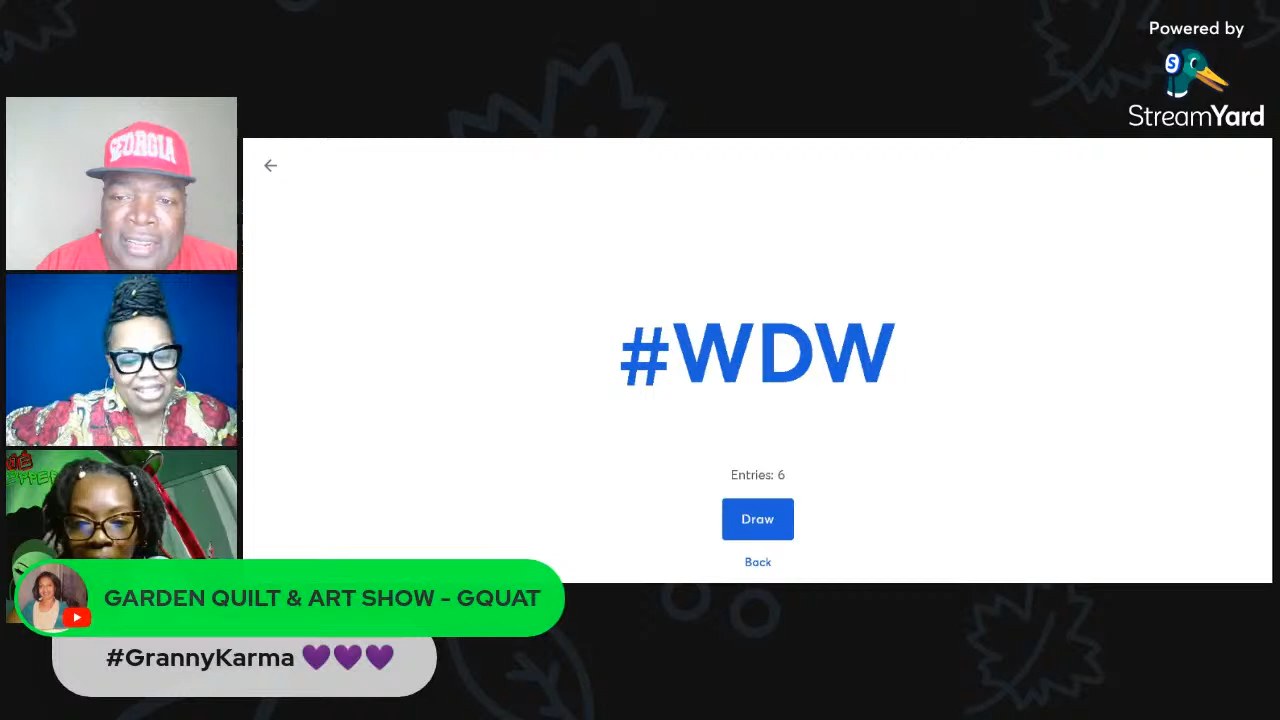 Powered by
S
StreamYard
GEORGIA
←
#WDW
Entries: 6
Draw
Back
GARDEN QUILT & ART SHOW - GQUAT
#GrannyKarma 💜💜💜